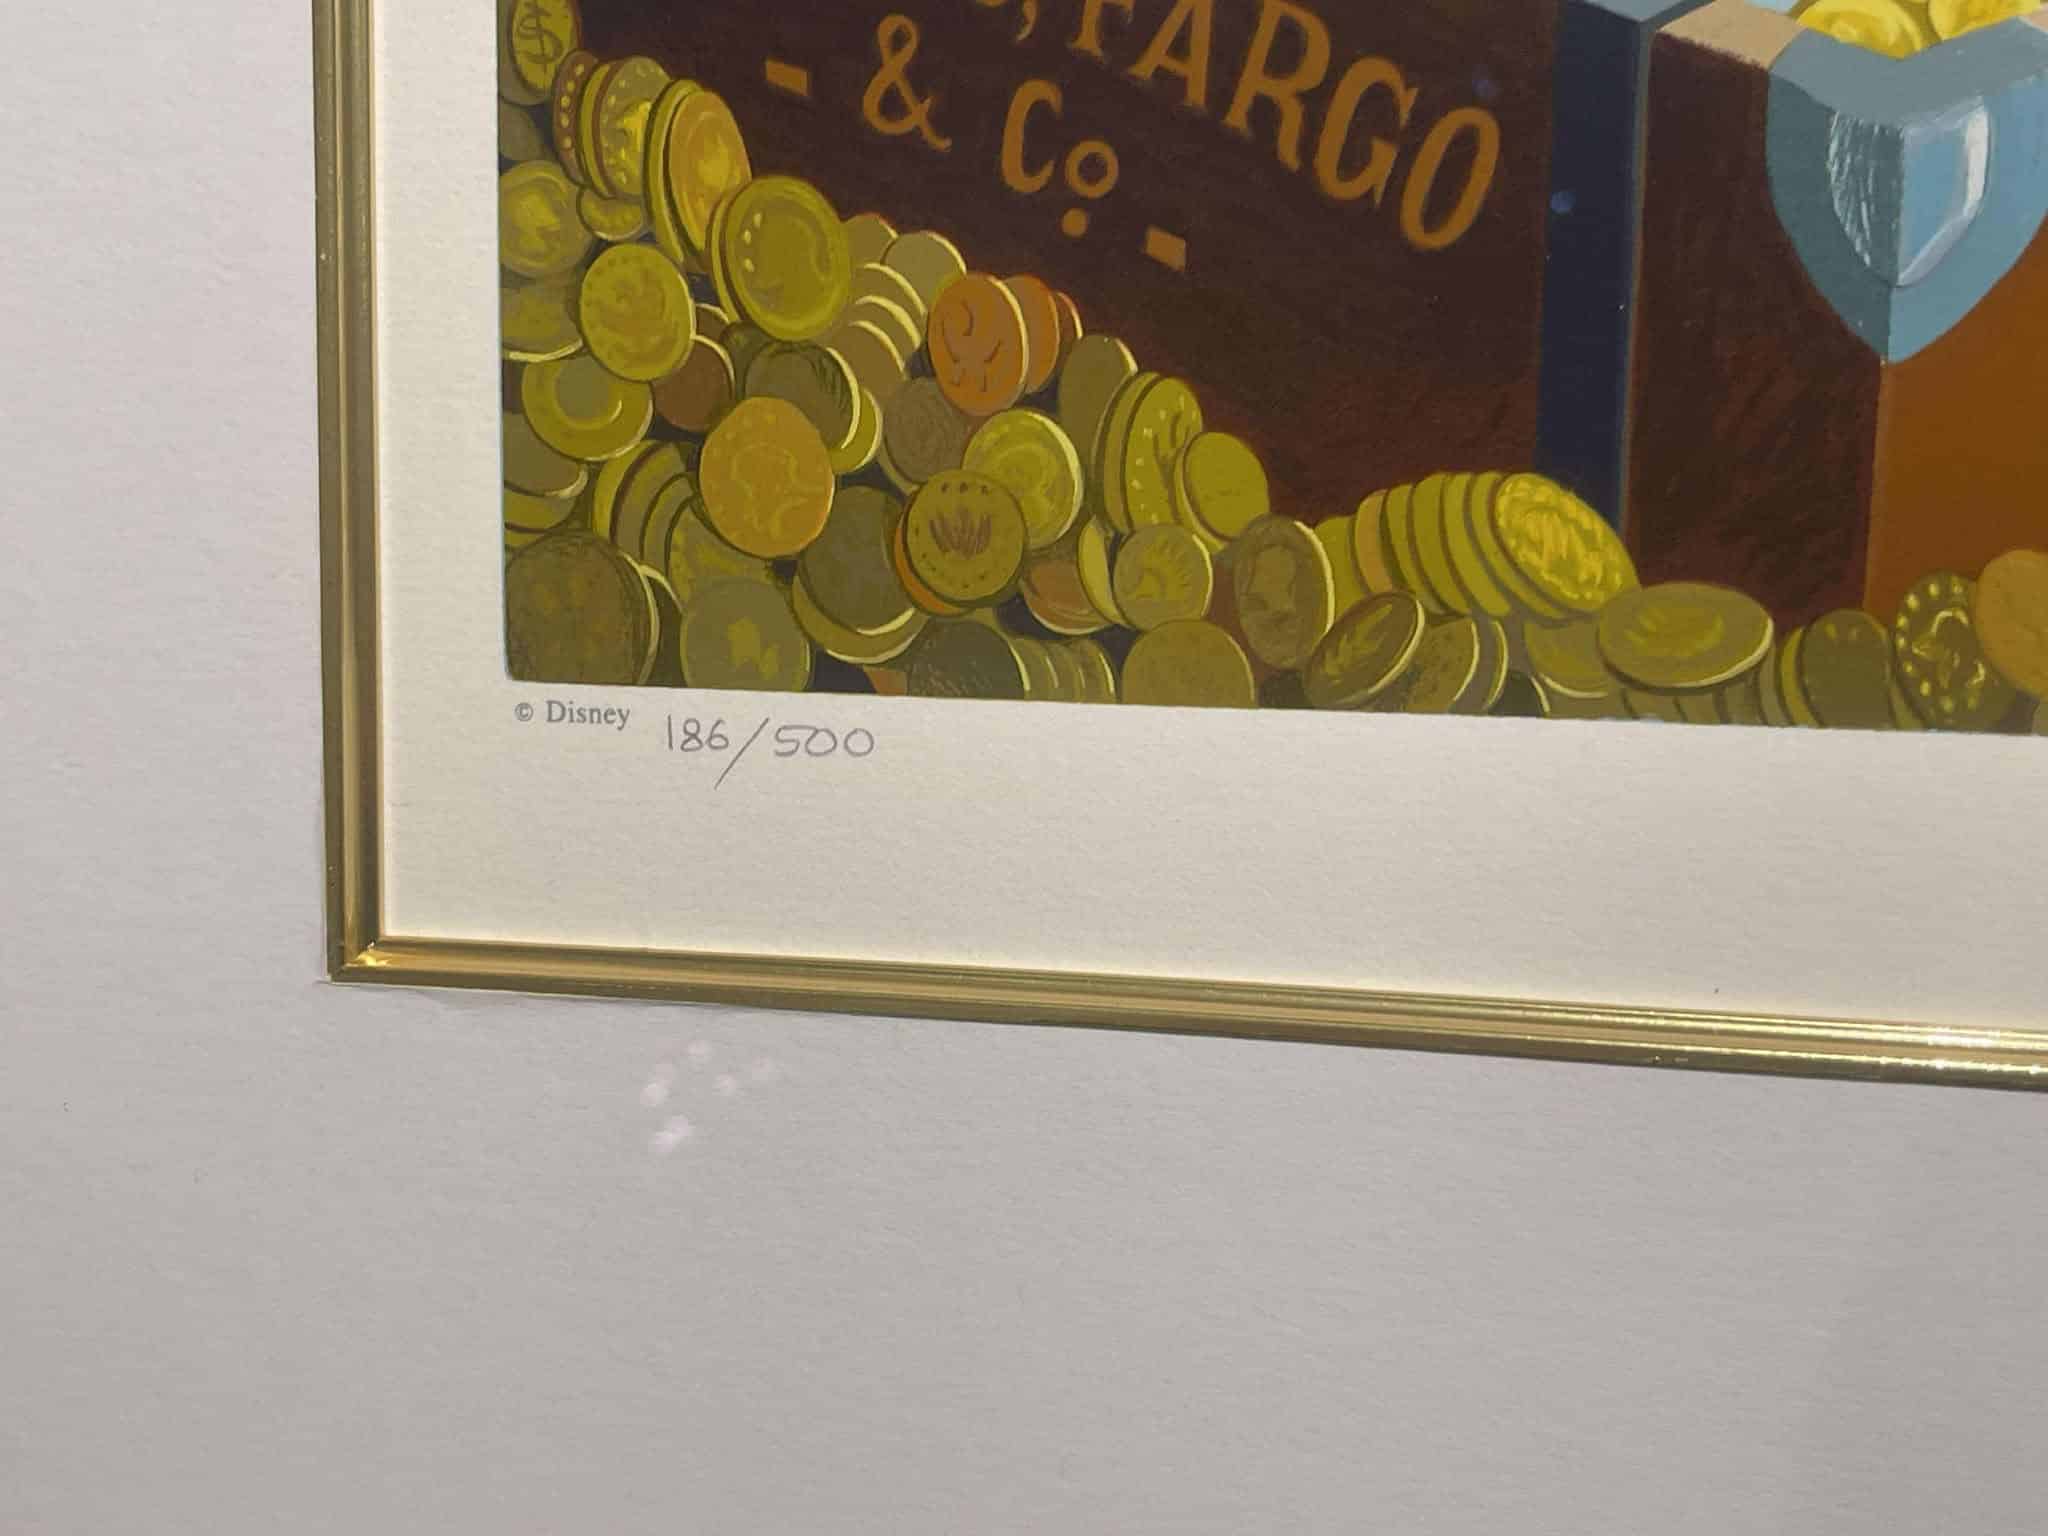 , FARGO
- & Co -
© Disney 186/500